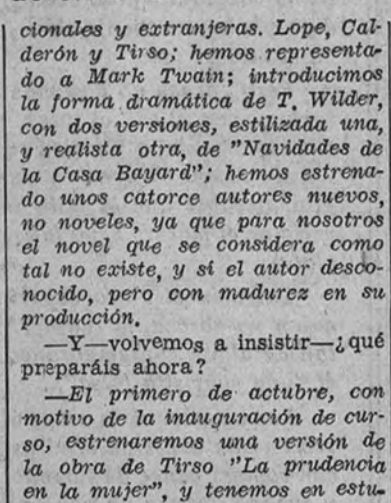 cionales y extranjeras. Lope, Cal-
derón y Tirso; hemos representa-
do a Mark Twain; introducimos
la forma dramática de T. Wilder,
con dos versiones, estilizada una,
y realista otra, de "Navidades de
la Casa Bayard"; hemos estrena-
do unos catorce autores nuevos,
no noveles, ya que para nosotros
el novel que se considera como
tal no existe, y sí el autor desco-
nocido, pero con madurez en su
producción.
—Y—volvemos a insistir—¿qué
preparáis ahora?
—El primero de actubre, con
motivo de la inauguración de cur-
so, estrenaremos una versión de
la obra de Tirso "La prudencia
en la mujer", y tenemos en estu-